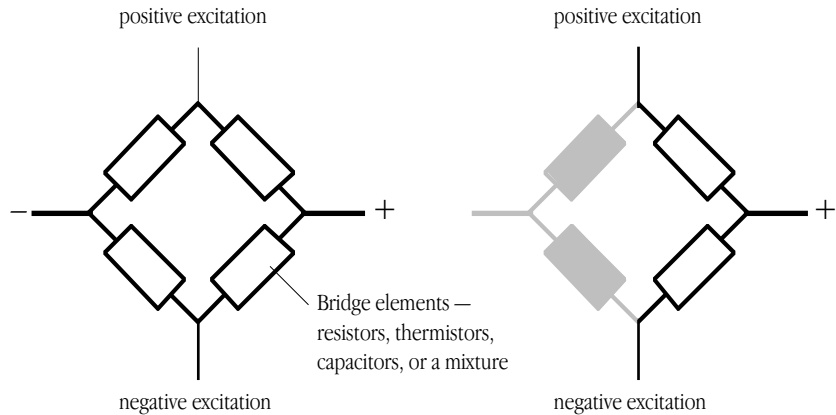 positive excitation
positive excitation
–
+
+
Bridge elements —
resistors, thermistors,
capacitors, or a mixture
negative excitation
negative excitation